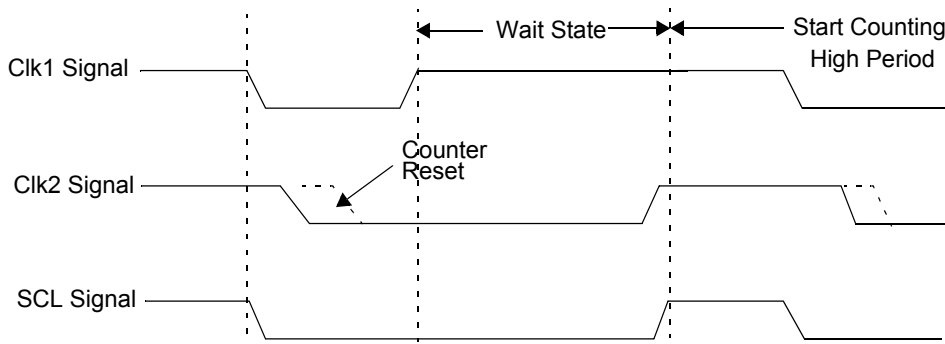 Wait State
Start Counting
High Period
Clk1 Signal
Counter
Reset
Clk2 Signal
SCL Signal